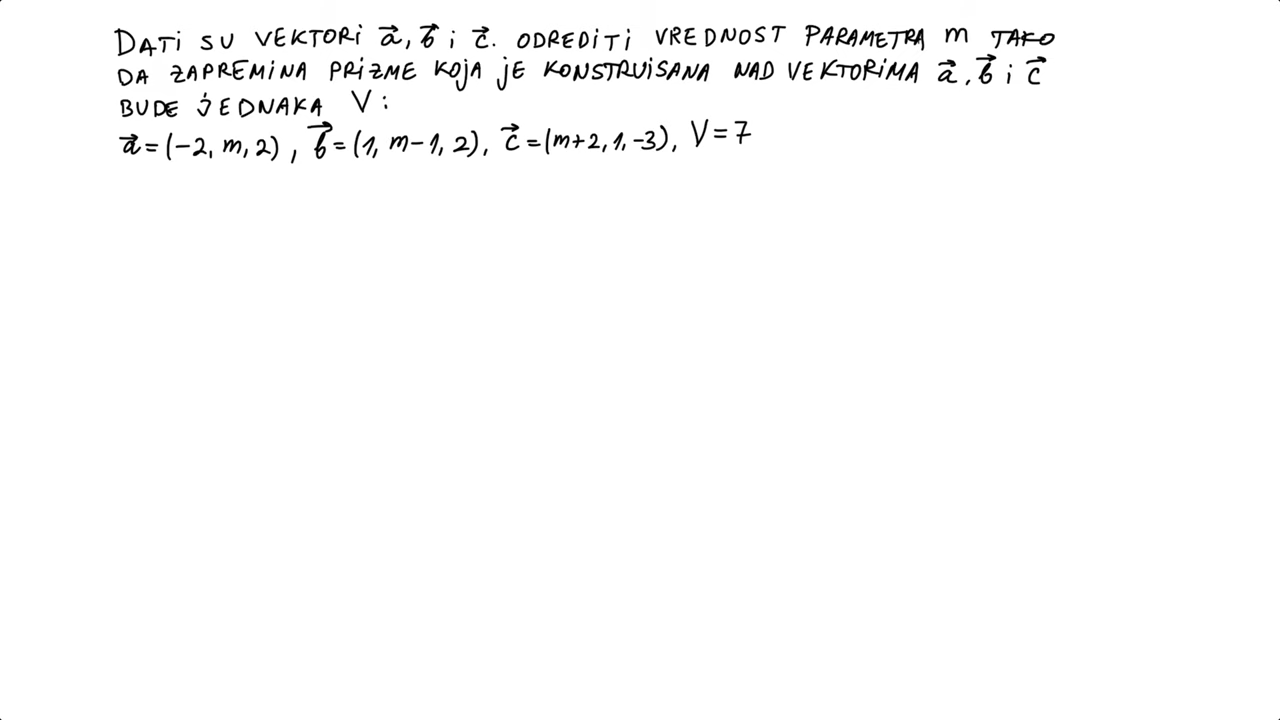 DATI SU VEKTORI a⃗, b⃗ i c⃗. ODREDITI VREDNOST PARAMETRA m TAKO
DA ZAPREMINA PRIZME KOJA JE KONSTRUISANA NAD VEKTORIMA a⃗, b⃗ i c⃗
BUDE JEDNAKA V:
a⃗ = (-2, m, 2), b⃗ = (1, m-1, 2), c⃗ = (m+2, 1, -3), V = 7